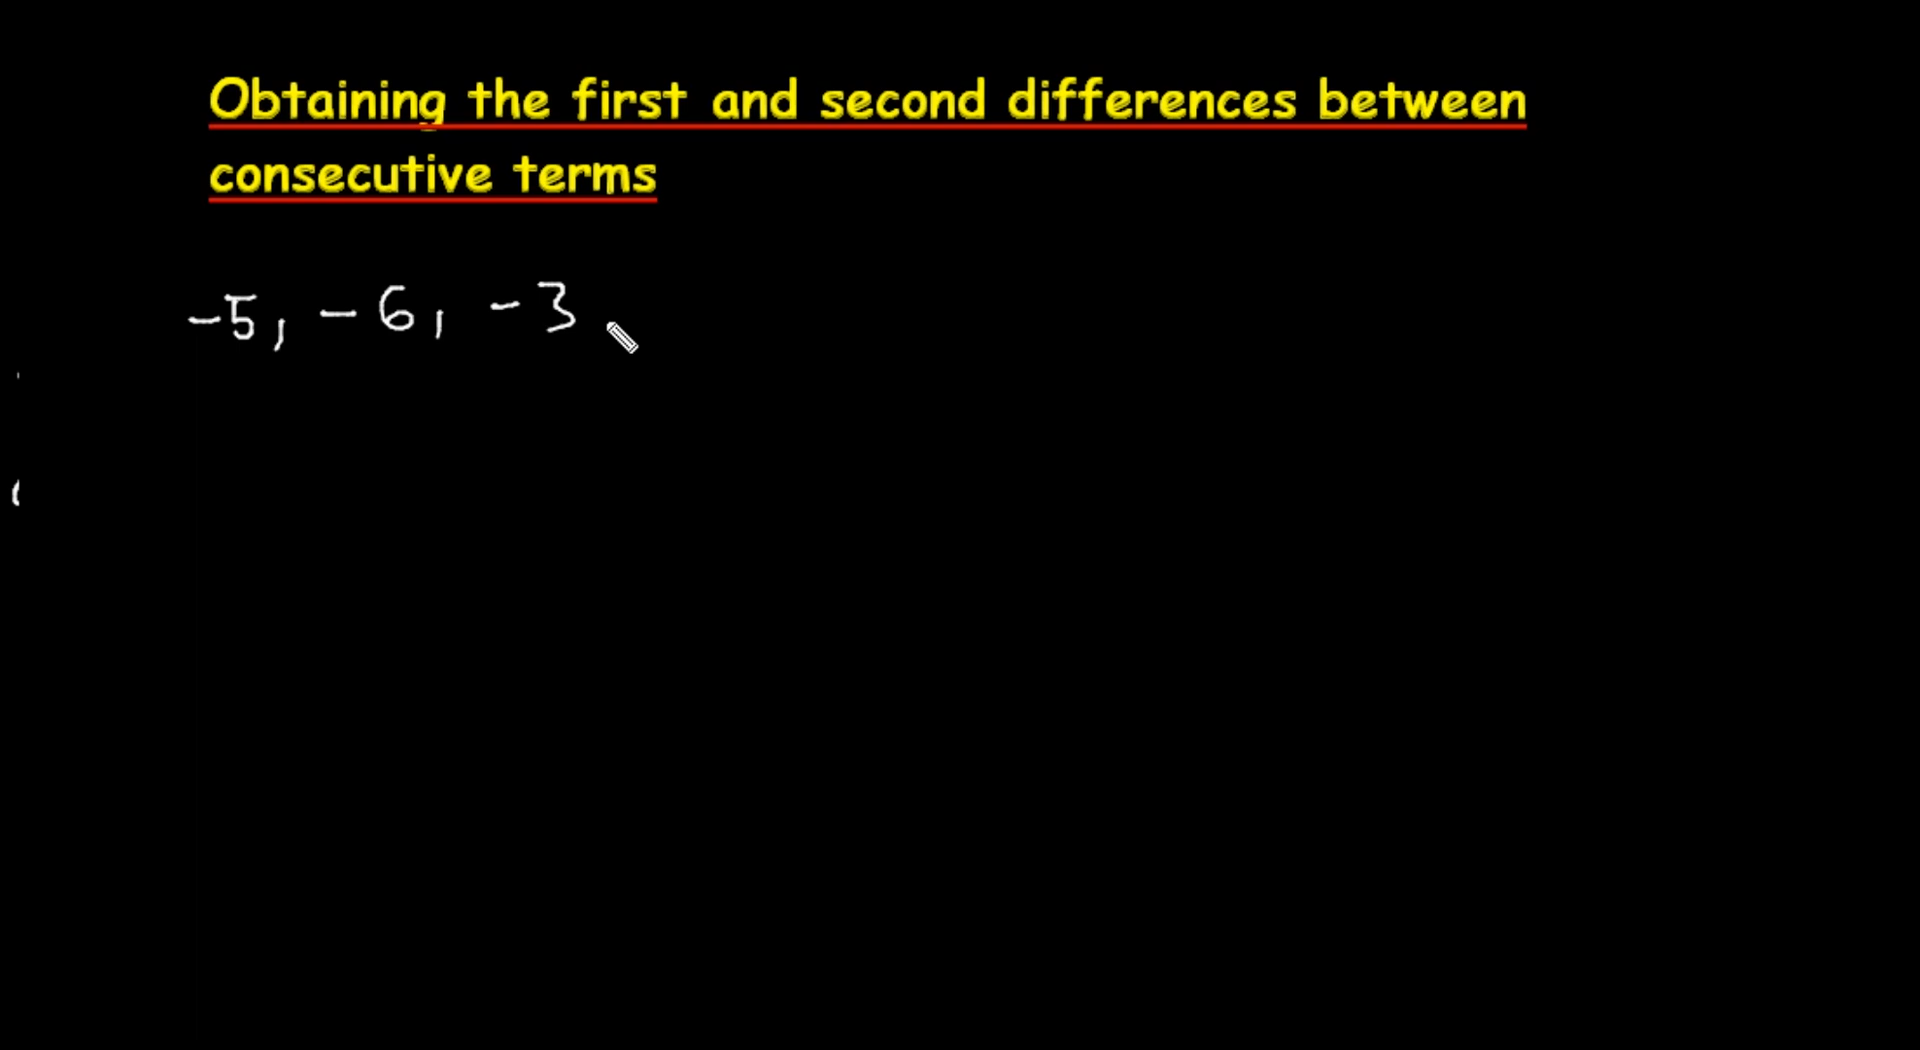 Obtaining the first and second differences between
consecutive terms
-5, -6, -3